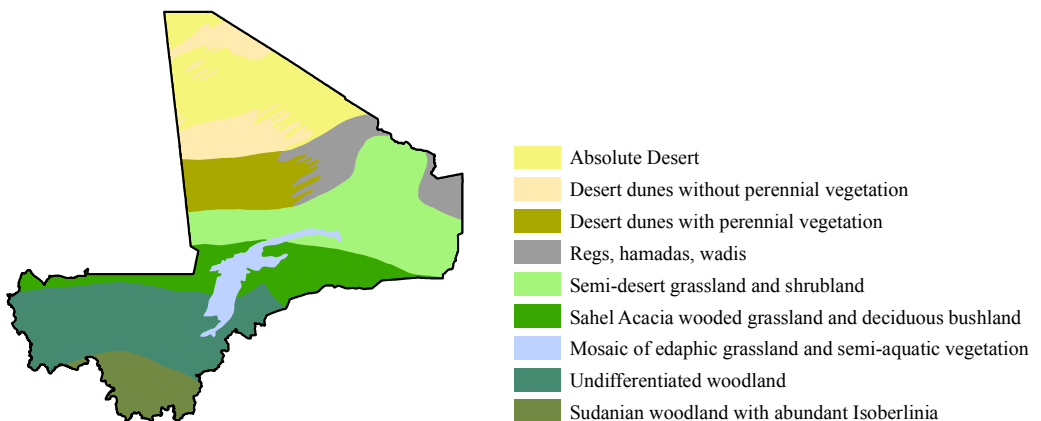 Absolute Desert
Desert dunes without perennial vegetation
Desert dunes with perennial vegetation
Regs, hamadas, wadis
Semi-desert grassland and shrubland
Sahel Acacia wooded grassland and deciduous bushland
Mosaic of edaphic grassland and semi-aquatic vegetation
Undifferentiated woodland
Sudanian woodland with abundant Isoberlinia